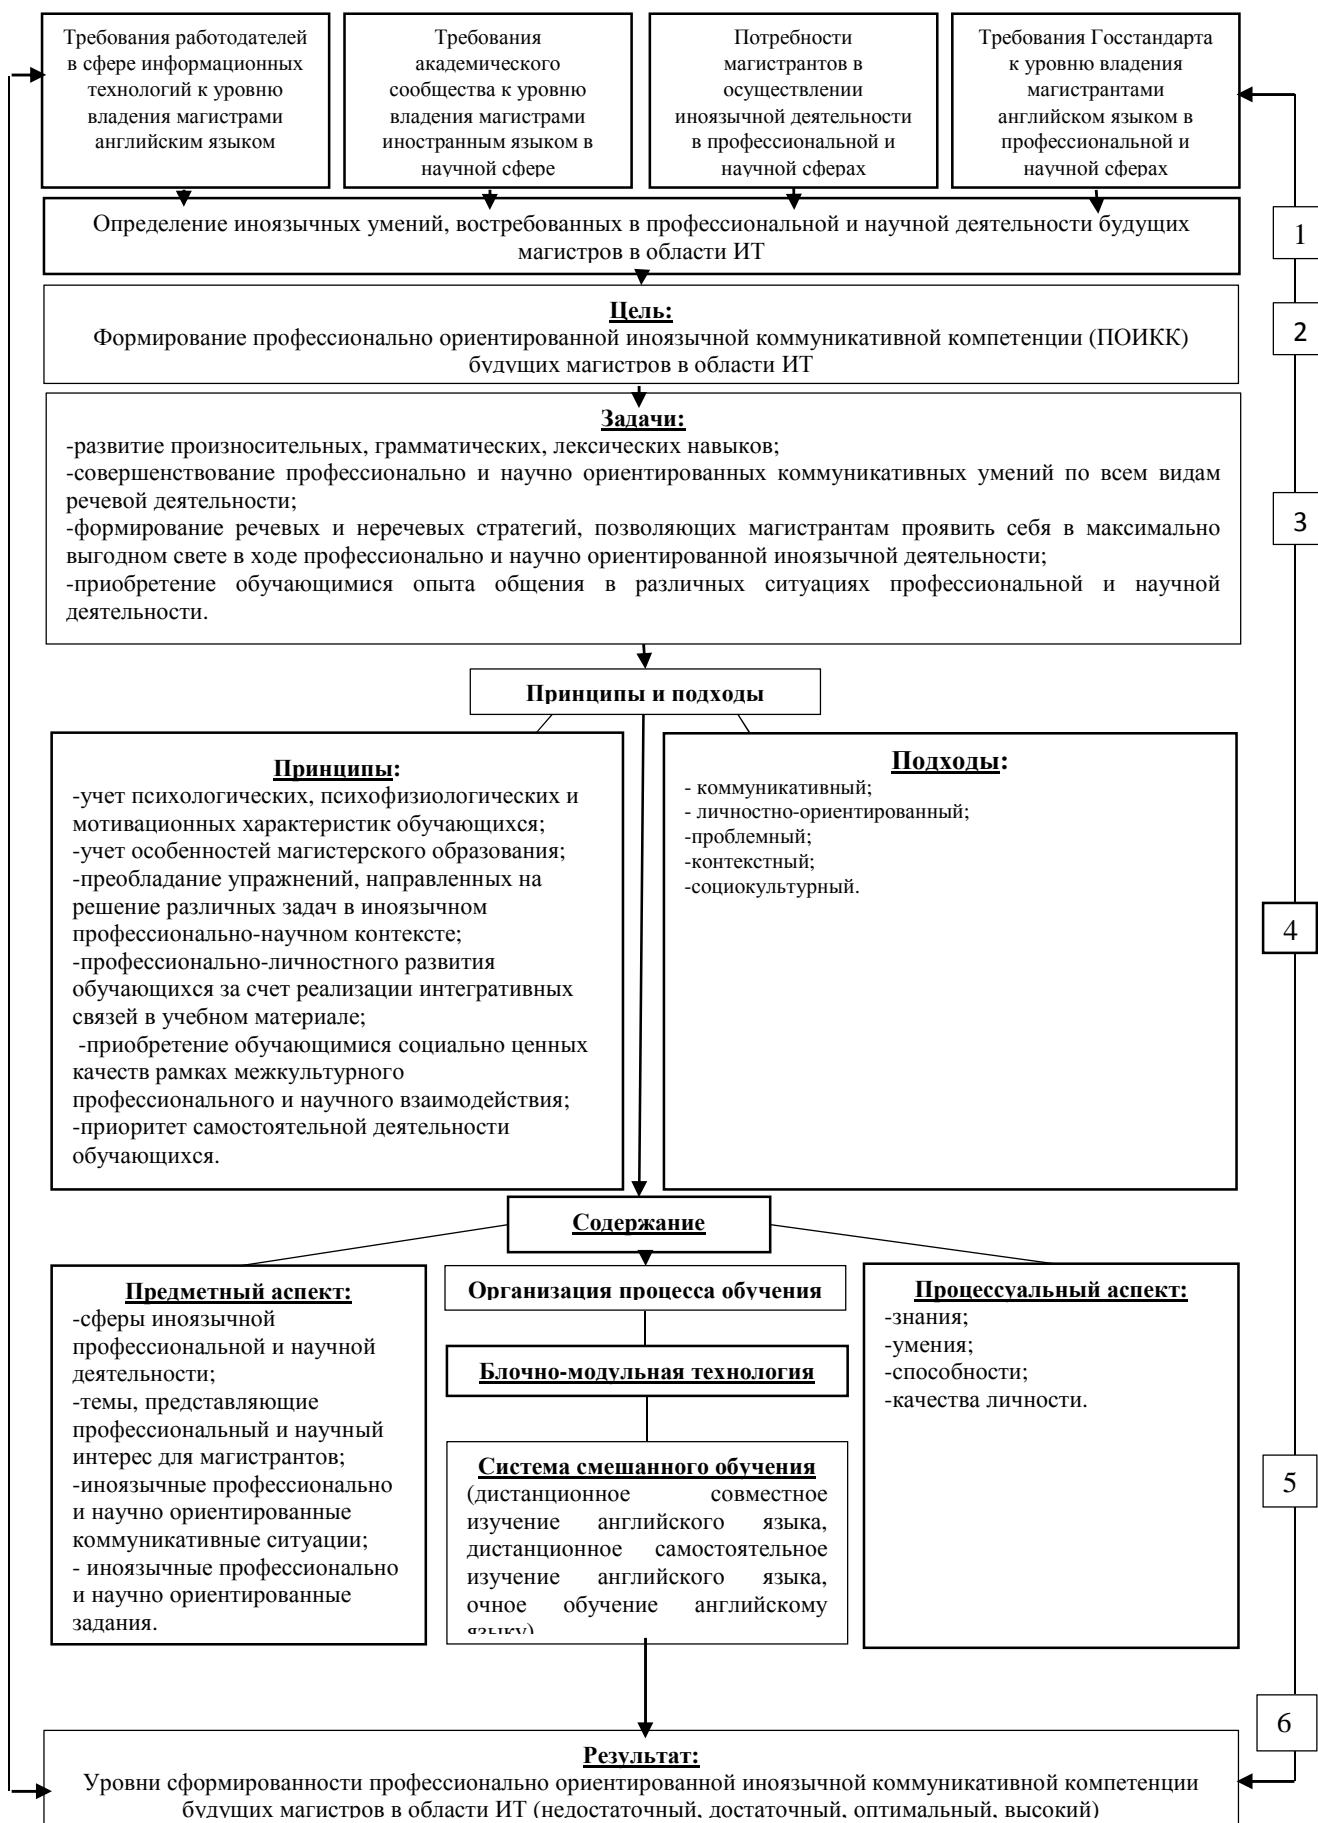 Требования работодателей
в сфере информационных
технологий к уровню
владения магистрами
английским языком
Требования
академического
сообщества к уровню
владения магистрами
иностранным языком в
научной сфере
Потребности
магистрантов в
осуществлении
иноязычной деятельности
в профессиональной и
научной сферах
Требования Госстандарта
к уровню владения
магистрантами
английском языком в
профессиональной и
научной сферах
Определение иноязычных умений, востребованных в профессиональной и научной деятельности будущих
магистров в области ИТ
1
Цель:
Формирование профессионально ориентированной иноязычной коммуникативной компетенции (ПОИКК)
будущих магистров в области ИТ
2
Задачи:
-развитие произносительных, грамматических, лексических навыков;
-совершенствование профессионально и научно ориентированных коммуникативных умений по всем видам
речевой деятельности;
-формирование речевых и неречевых стратегий, позволяющих магистрантам проявить себя в максимально
выгодном свете в ходе профессионально и научно ориентированной иноязычной деятельности;
-приобретение обучающимися опыта общения в различных ситуациях профессиональной и научной
деятельности.
3
Принципы и подходы
Принципы:
-учет психологических, психофизиологических и
мотивационных характеристик обучающихся;
-учет особенностей магистерского образования;
-преобладание упражнений, направленных на
решение различных задач в иноязычном
профессионально-научном контексте;
-профессионально-личностного развития
обучающихся за счет реализации интегративных
связей в учебном материале;
-приобретение обучающимися социально ценных
качеств рамках межкультурного
профессионального и научного взаимодействия;
-приоритет самостоятельной деятельности
обучающихся.
Подходы:
- коммуникативный;
- личностно-ориентированный;
-проблемный;
-контекстный;
-социокультурный.
4
Содержание
Предметный аспект:
-сферы иноязычной
профессиональной и научной
деятельности;
-темы, представляющие
профессиональный и научный
интерес для магистрантов;
-иноязычные профессионально
и научно ориентированные
коммуникативные ситуации;
- иноязычные профессионально
и научно ориентированные
задания.
Организация процесса обучения
Блочно-модульная технология
Система смешанного обучения
(дистанционное совместное
изучение английского языка,
дистанционное самостоятельное
изучение английского языка,
очное обучение английскому
языку)
Процессуальный аспект:
-знания;
-умения;
-способности;
-качества личности.
5
6
Результат:
Уровни сформированности профессионально ориентированной иноязычной коммуникативной компетенции
будущих магистров в области ИТ (недостаточный, достаточный, оптимальный, высокий)